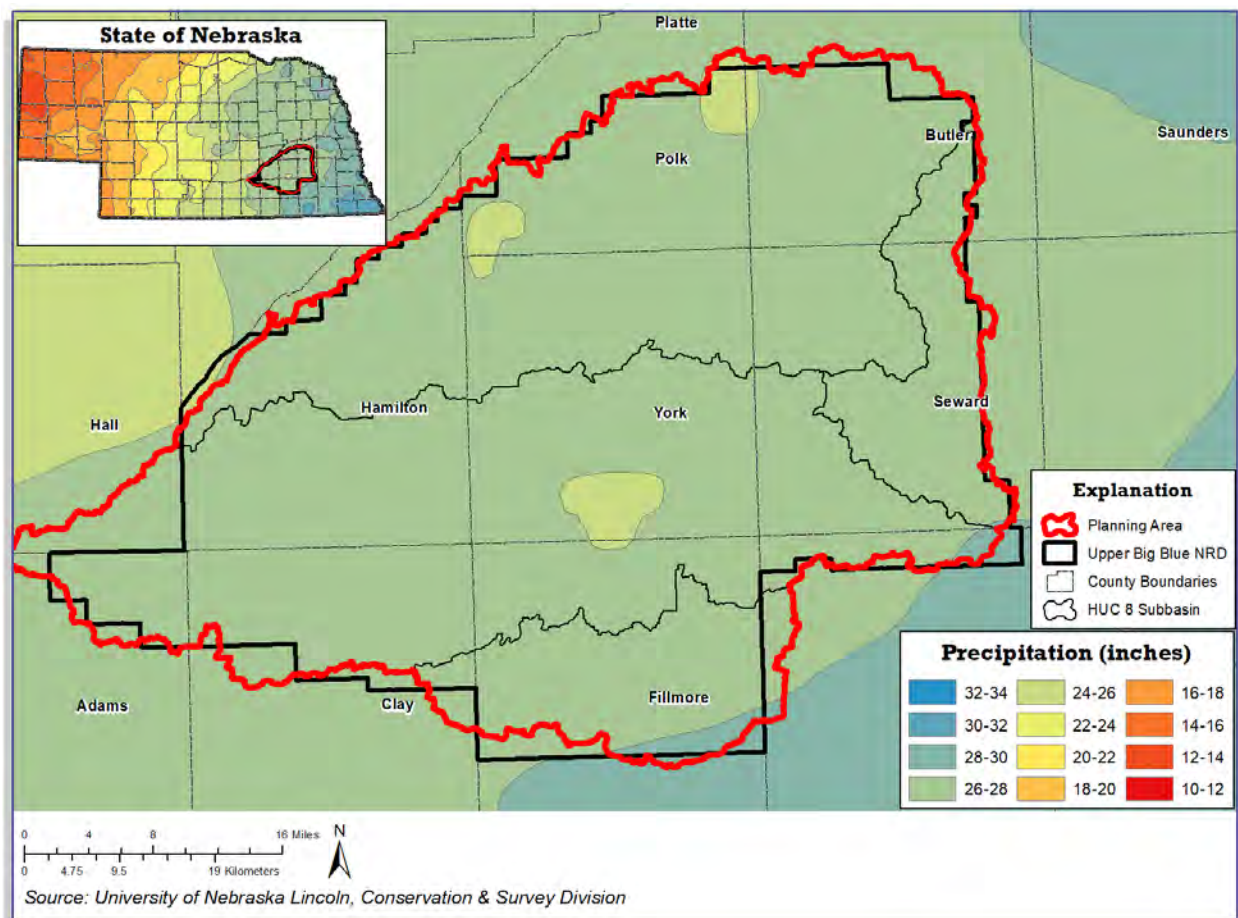 State of Nebraska
Platte
Butler
Saunders
Polk
Hall
Hamilton
York
Seward
Adams
Clay
Fillmore
Explanation
Planning Area
Upper Big Blue NRD
County Boundaries
HUC 8 Subbasin
Precipitation (inches)
32-34 24-26 16-18
30-32 22-24 14-16
28-30 20-22 12-14
26-28 18-20 10-12
0 4 8 16 Miles
N
0 4.75 9.5 19 Kilometers
Source: University of Nebraska Lincoln, Conservation & Survey Division